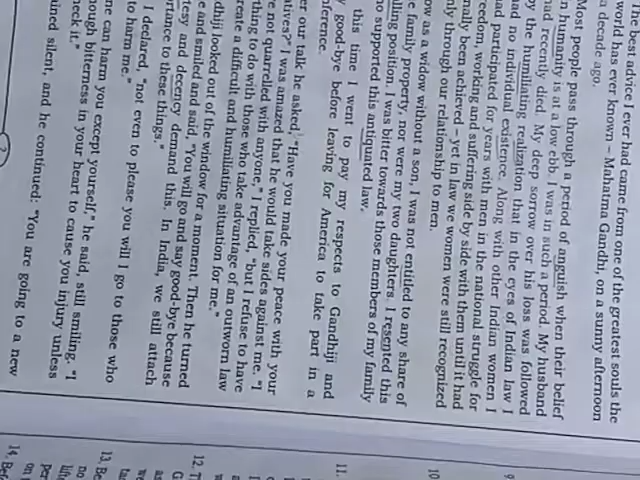 The best advice I ever had came from one of the greatest souls the
world has ever known – Mahatma Gandhi, on a sunny afternoon
a decade ago.
Most people pass through a period of anguish when their belief
in humanity is at a low ebb. I was in such a period. My husband
had recently died. My deep sorrow over his loss was followed
by the humiliating realization that in the eyes of Indian law I
had no individual existence. Along with other Indian women I
had participated for years with men in the national struggle for
freedom, working and suffering side by side with them until it had
finally been achieved – yet in law we women were still recognized
only through our relationship to men.
now as a widow without a son, I was not entitled to any share of
the family property, nor were my two daughters. I resented this
galling position. I was bitter towards those members of my family
who supported this antiquated law.
this time I went to pay my respects to Gandhiji and
good-bye before leaving for America to take part in a
conference.
our talk he asked, "Have you made your peace with your
relatives?" I was amazed that he would take sides against me. "I
have not quarrelled with anyone," I replied, "but I refuse to have
anything to do with those who take advantage of an outworn law
create a difficult and humiliating situation for me."
Gandhiji looked out of the window for a moment. Then he turned
me and smiled and said, "You will go and say good-bye because
courtesy and decency demand this. In India, we still attach
importance to these things."
I declared, "not even to please you will I go to those who
to harm me."
one can harm you except yourself," he said, still smiling. "I
enough bitterness in your heart to cause you injury unless
check it."
remained silent, and he continued: "You are going to a new
9
10
11.
12. T
13. Be
14. Bef